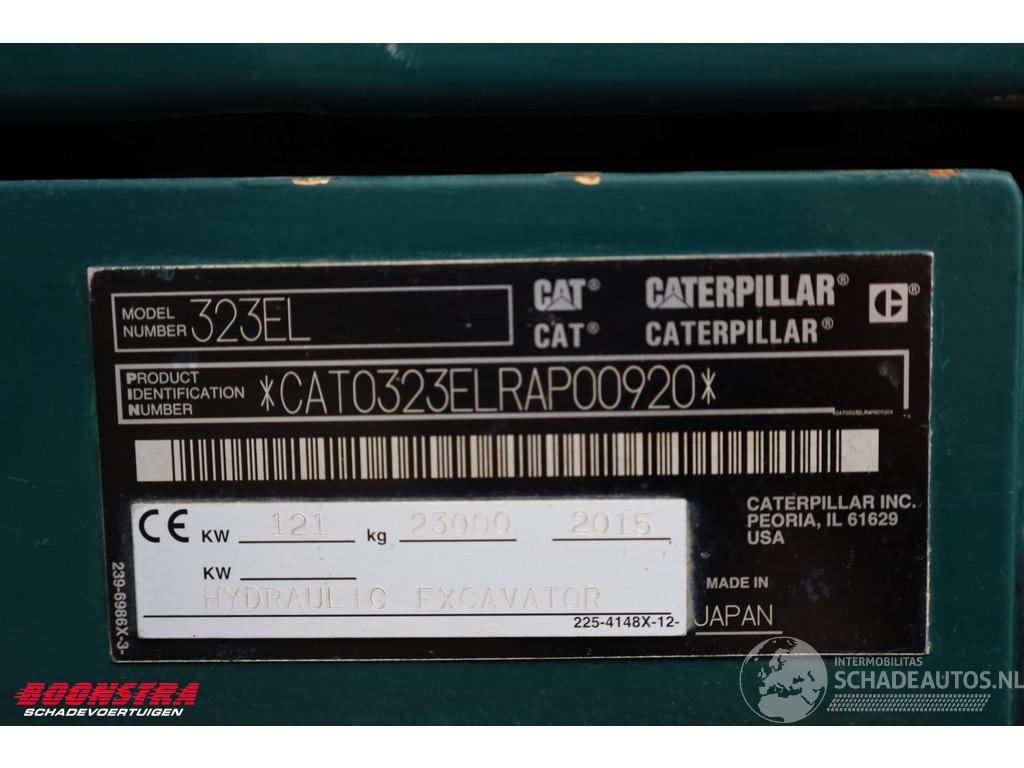 MODEL NUMBER 323EL
CAT® CATERPILLAR®
CAT® CATERPILLAR®
PRODUCT IDENTIFICATION NUMBER *CAT0323ELRAP00920*
*CAT0323ELRAP00920*
CE KW 121 kg 23000 2015
KW
HYDRAULIC EXCAVATOR
225-4148X-12-
239-6986X-3-
CATERPILLAR INC.
PEORIA, IL 61629
USA
MADE IN
JAPAN
BOONSTRA
SCHADEVOERTUIGEN
INTERMOBILITAS
SCHADEAUTOS.NL